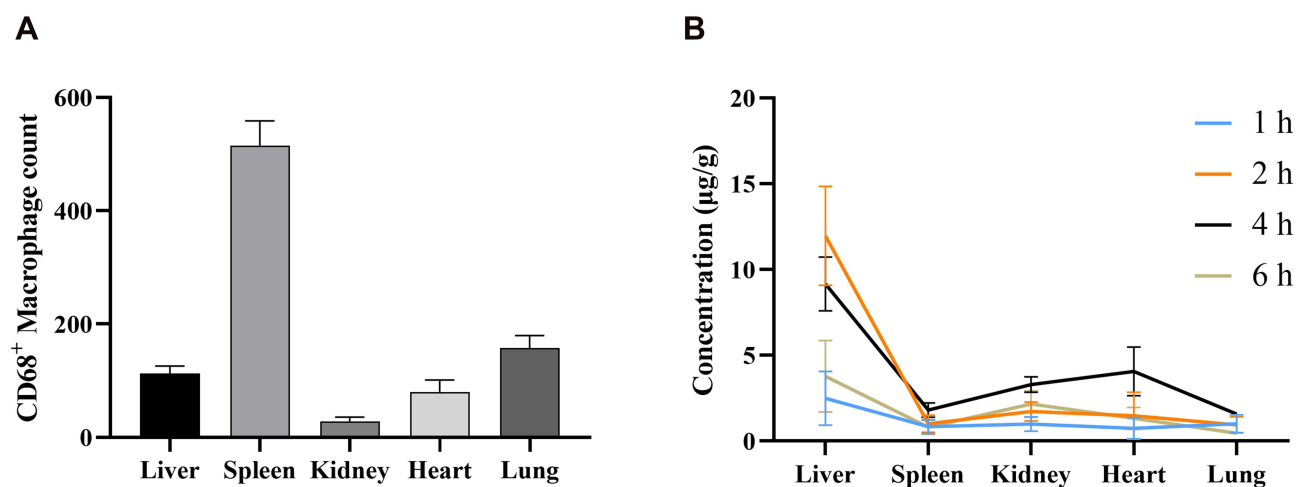 A
CD68⁺ Macrophage count
600
400
200
0
Liver Spleen Kidney Heart Lung
B
Concentration (µg/g)
20
15
10
5
0
Liver Spleen Kidney Heart Lung
1 h
2 h
4 h
6 h